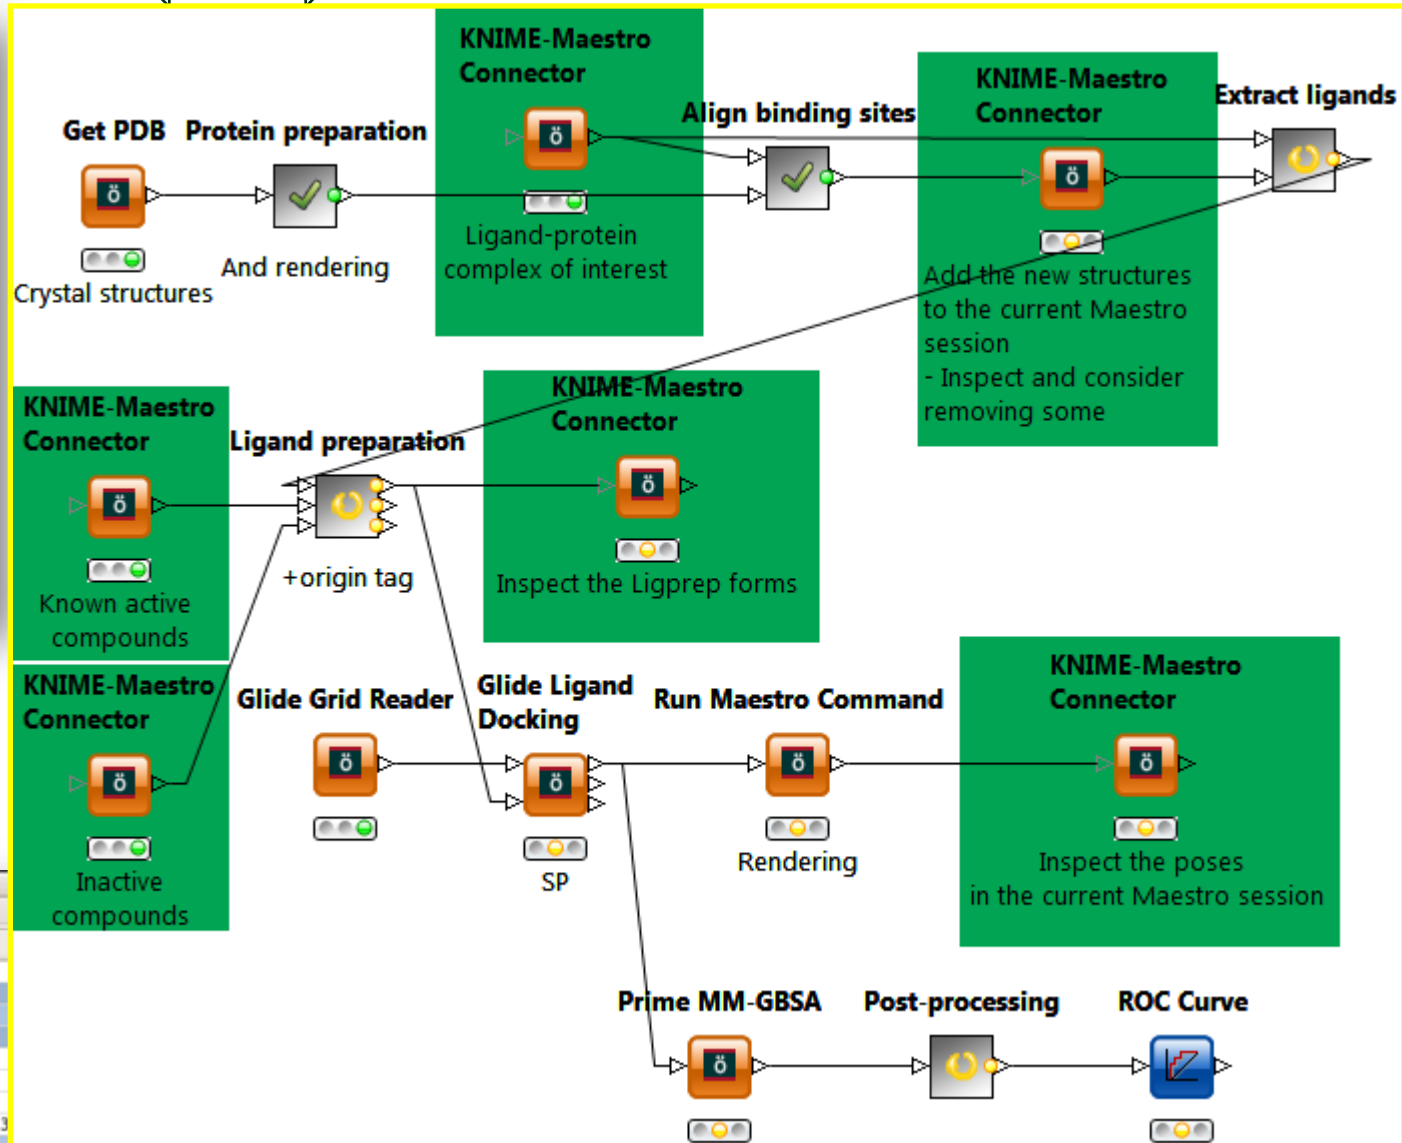 KNIME-Maestro
Connector
Get PDB
Protein preparation
Align binding sites
KNIME-Maestro
Connector
Extract ligands
Crystal structures
And rendering
Ligand-protein
complex of interest
Add the new structures
to the current Maestro
session
- Inspect and consider
removing some
KNIME-Maestro
Connector
Ligand preparation
KNIME-Maestro
Connector
Known active
compounds
+origin tag
Inspect the Ligprep forms
KNIME-Maestro
Connector
Glide Grid Reader
Glide Ligand
Docking
Run Maestro Command
KNIME-Maestro
Connector
Inactive
compounds
SP
Rendering
Inspect the poses
in the current Maestro session
Prime MM-GBSA
Post-processing
ROC Curve